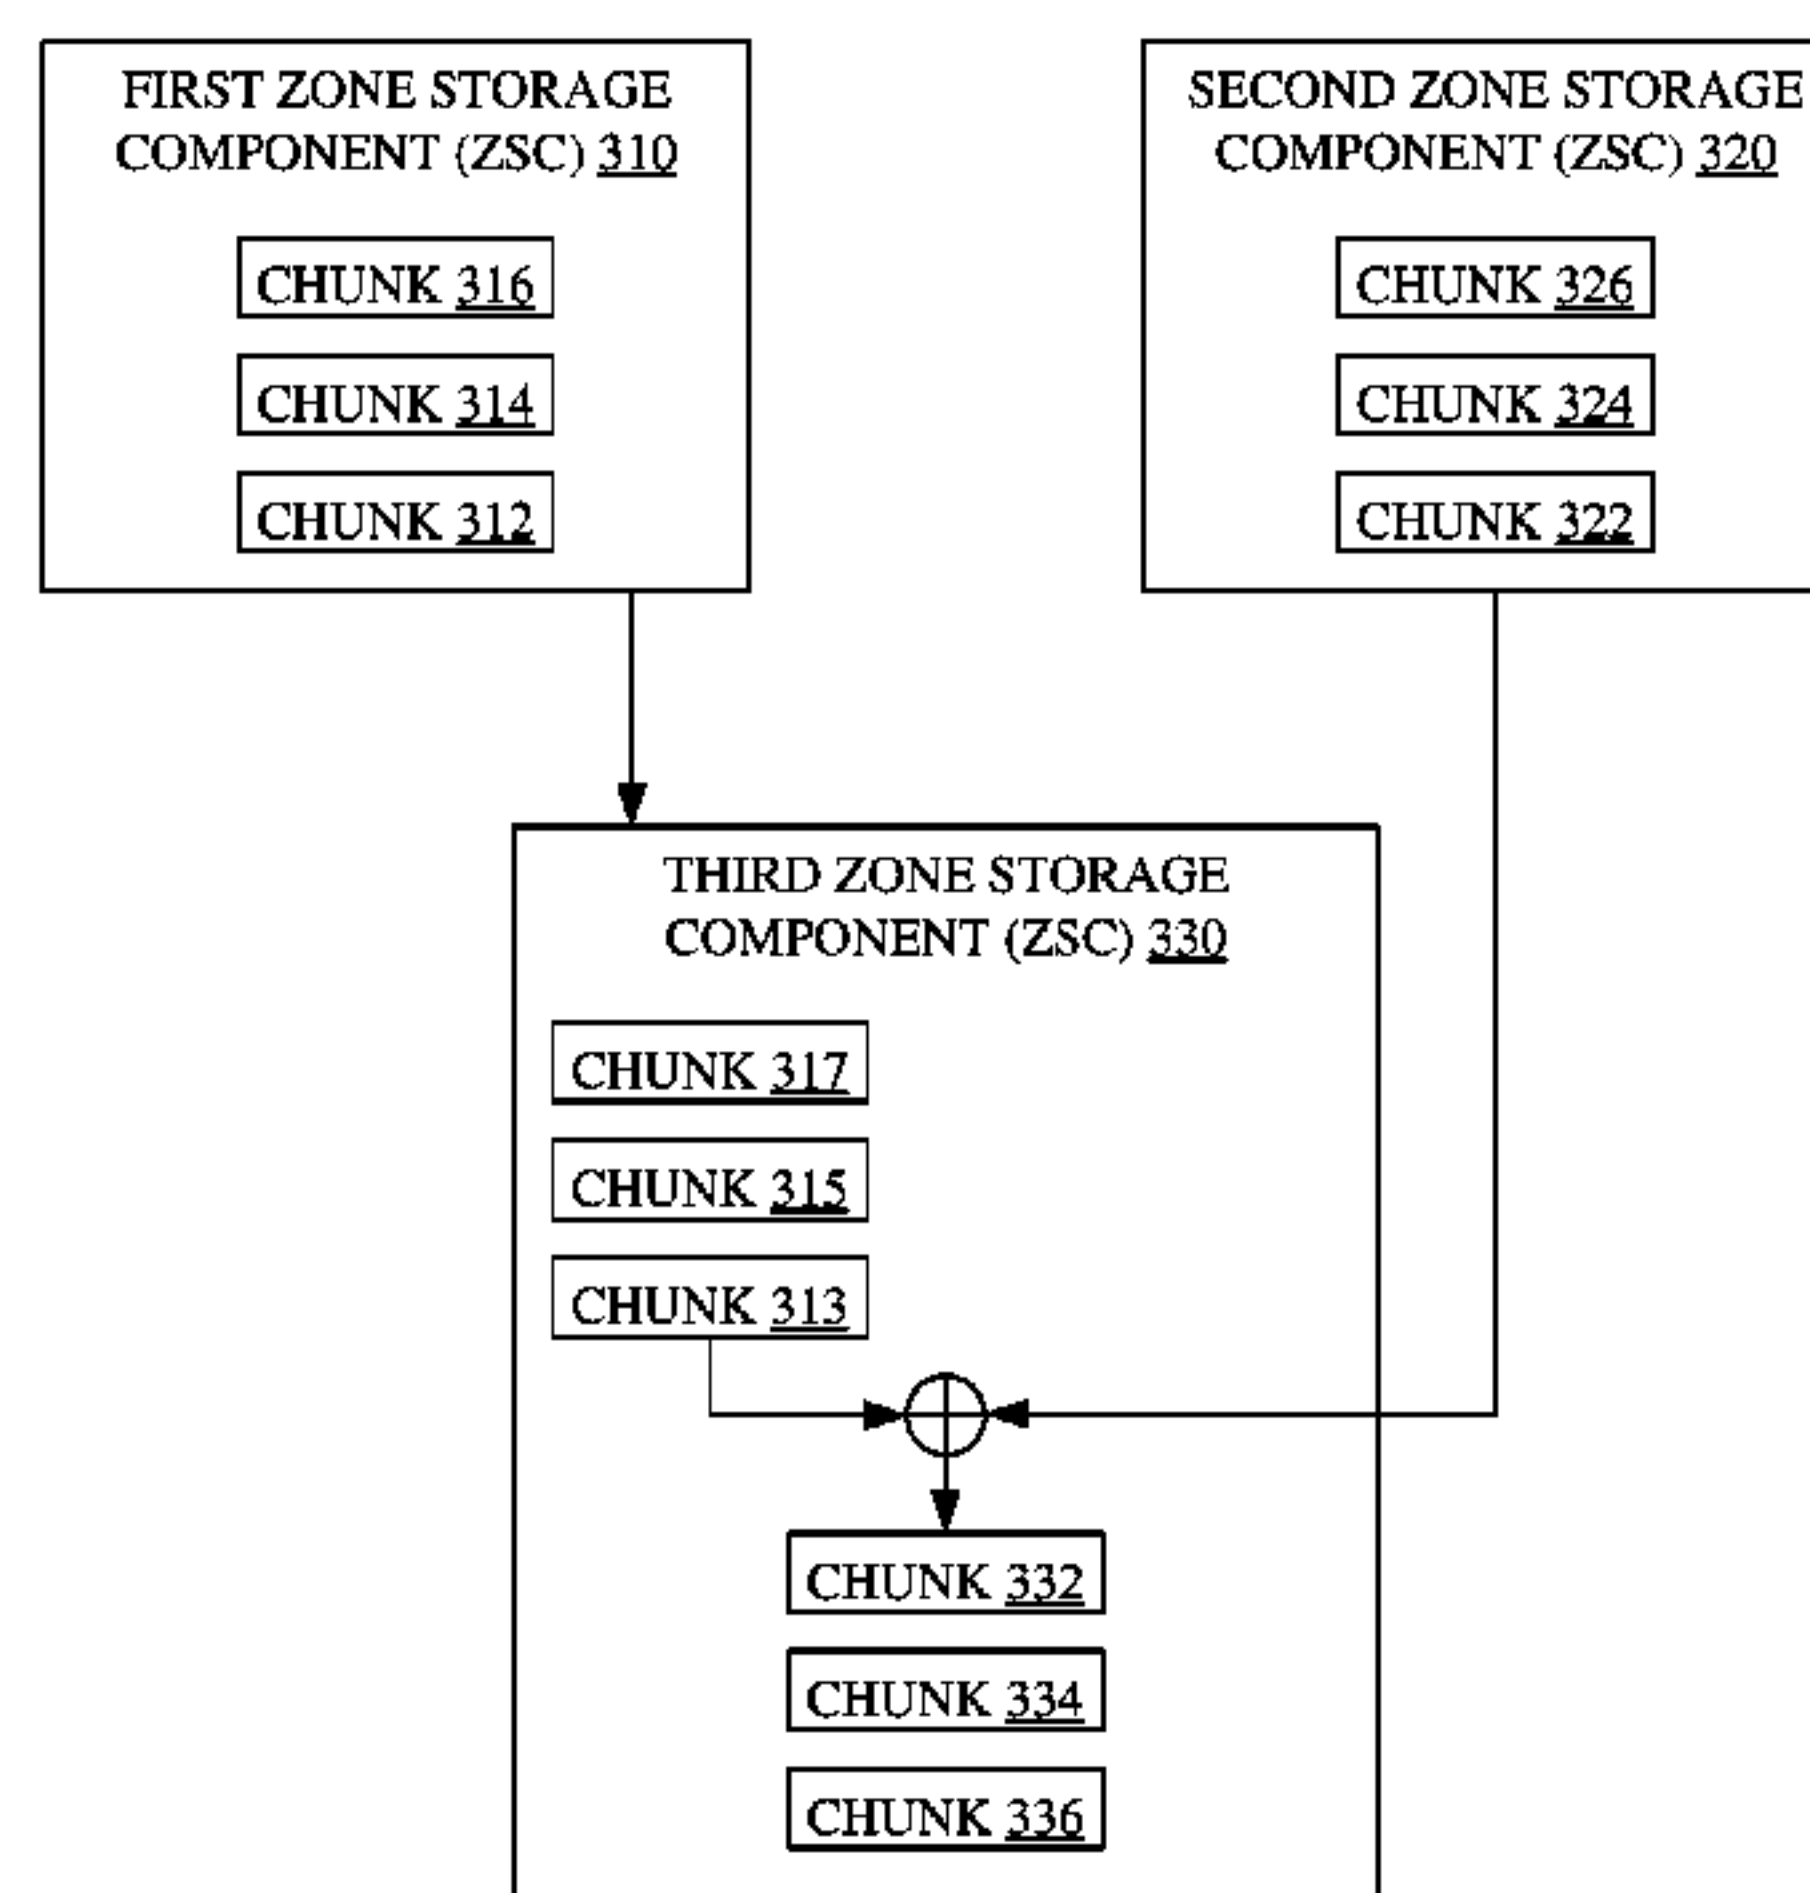 FIRST ZONE STORAGE
COMPONENT (ZSC) 310
CHUNK 316
CHUNK 314
CHUNK 312
SECOND ZONE STORAGE
COMPONENT (ZSC) 320
CHUNK 326
CHUNK 324
CHUNK 322
THIRD ZONE STORAGE
COMPONENT (ZSC) 330
CHUNK 317
CHUNK 315
CHUNK 313
CHUNK 332
CHUNK 334
CHUNK 336